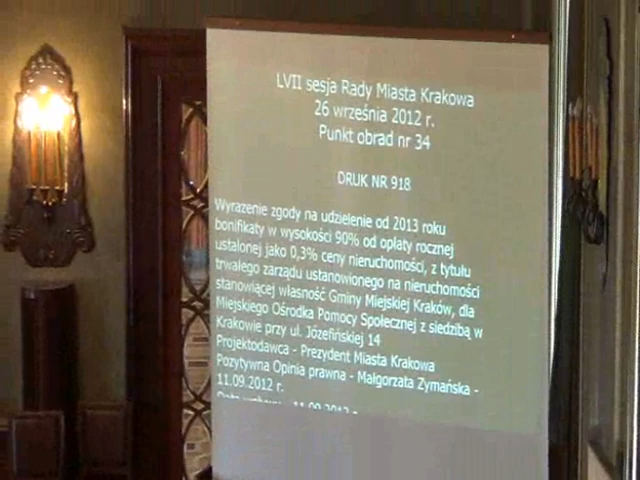 LVII sesja Rady Miasta Krakowa
26 września 2012 r.
Punkt obrad nr 34
DRUK NR 918
Wyrażenie zgody na udzielenie od 2013 roku
bonifikaty w wysokości 90% od opłaty rocznej
ustalonej jako 0,3% ceny nieruchomości, z tytułu
trwałego zarządu ustanowionego na nieruchomości
stanowiącej własność Gminy Miejskiej Kraków, dla
Miejskiego Ośrodka Pomocy Społecznej z siedzibą w
Krakowie przy ul. Józefińskiej 14
Projektodawca - Prezydent Miasta Krakowa
Pozytywna Opinia prawna - Małgorzata Zymańska -
11.09.2012 r.